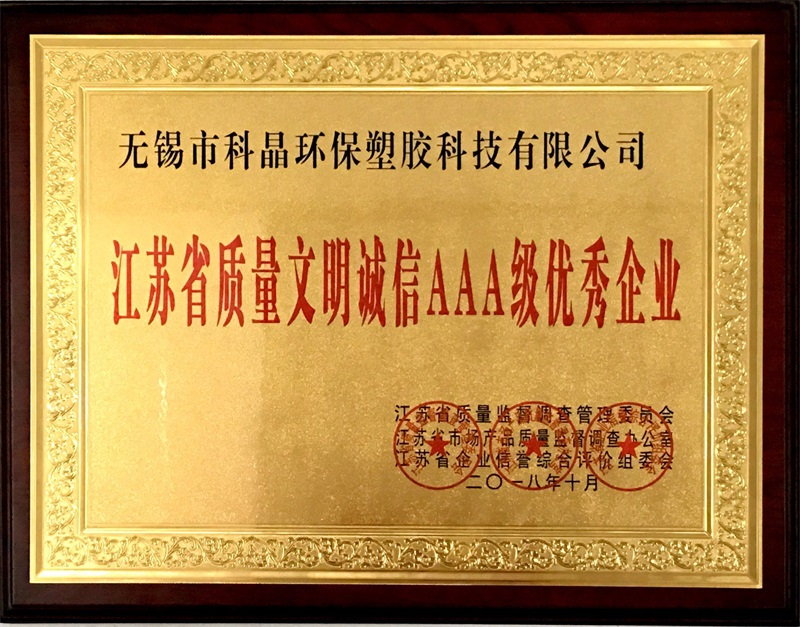 无锡市科晶环保塑胶科技有限公司
江苏省质量文明诚信AAA级优秀企业
江苏省质量监督调查管理委员会
江苏省市场产品质量监督调查办公室
江苏省企业信誉综合评价组委会
二〇一八年十月